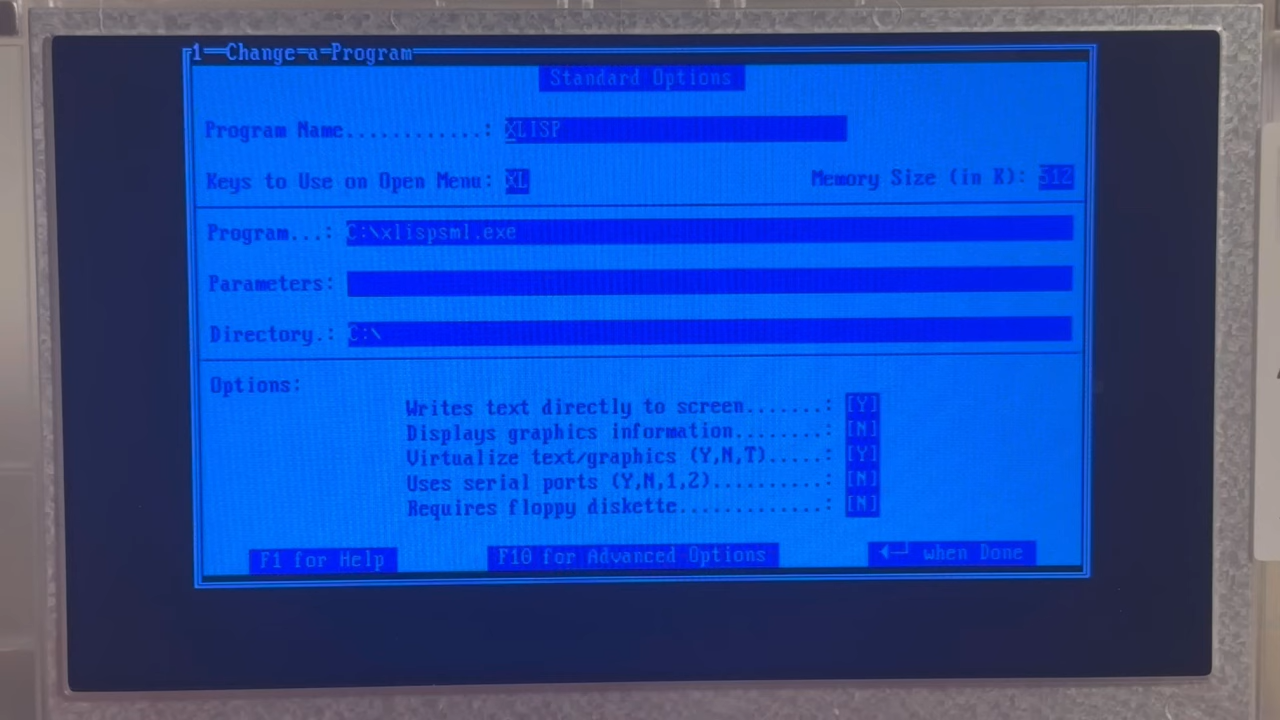 1 Change a Program
Standard Options
Program Name............: XLISP
Keys to Use on Open Menu: XL Memory Size (in K): 512
Program...: C:\xlispsml.exe
Parameters:
Directory.: C:\
Options:
Writes text directly to screen.......: [Y]
Displays graphics information........: [N]
Virtualize text/graphics (Y,N,T).....: [Y]
Uses serial ports (Y,N,1,2)..........: [N]
Requires floppy diskette.............: [N]
F1 for Help F10 for Advanced Options ◄─┘ when Done